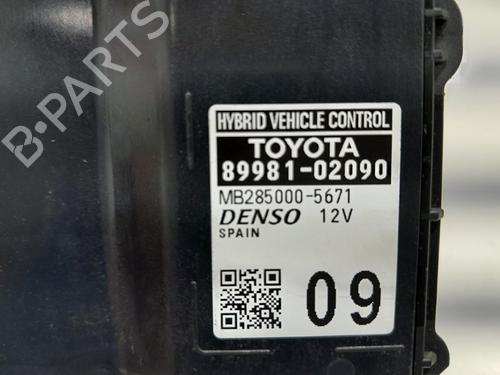 B-PARTS
HYBRID VEHICLE CONTROL
TOYOTA
89981-02090
MB285000-5671
DENSO 12V
SPAIN
09